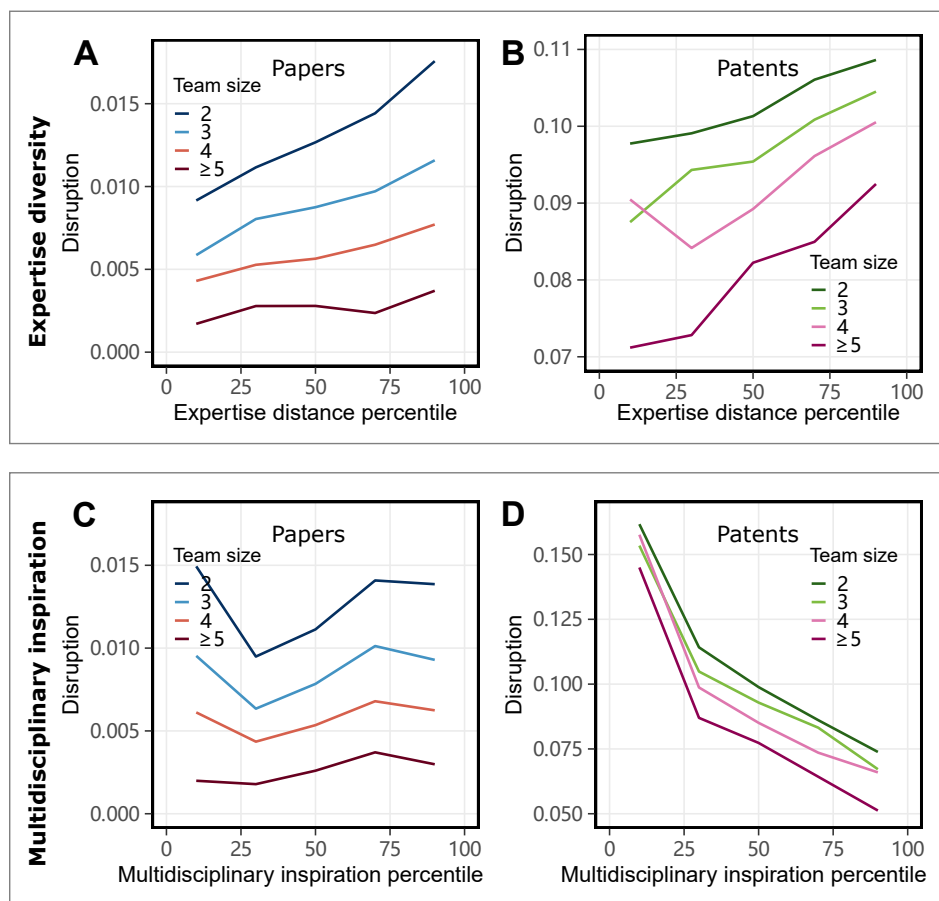 Expertise diversity
A
Papers
Team size
2
3
4
≥5
Disruption
0.015
0.010
0.005
0.000
0
25
50
75
100
Expertise distance percentile
B
Patents
Team size
2
3
4
≥5
Disruption
0.11
0.10
0.09
0.08
0.07
0
25
50
75
100
Expertise distance percentile
Multidisciplinary inspiration
C
Papers
Team size
2
3
4
≥5
Disruption
0.015
0.010
0.005
0.000
0
25
50
75
100
Multidisciplinary inspiration percentile
D
Patents
Team size
2
3
4
≥5
Disruption
0.150
0.125
0.100
0.075
0.050
0
25
50
75
100
Multidisciplinary inspiration percentile